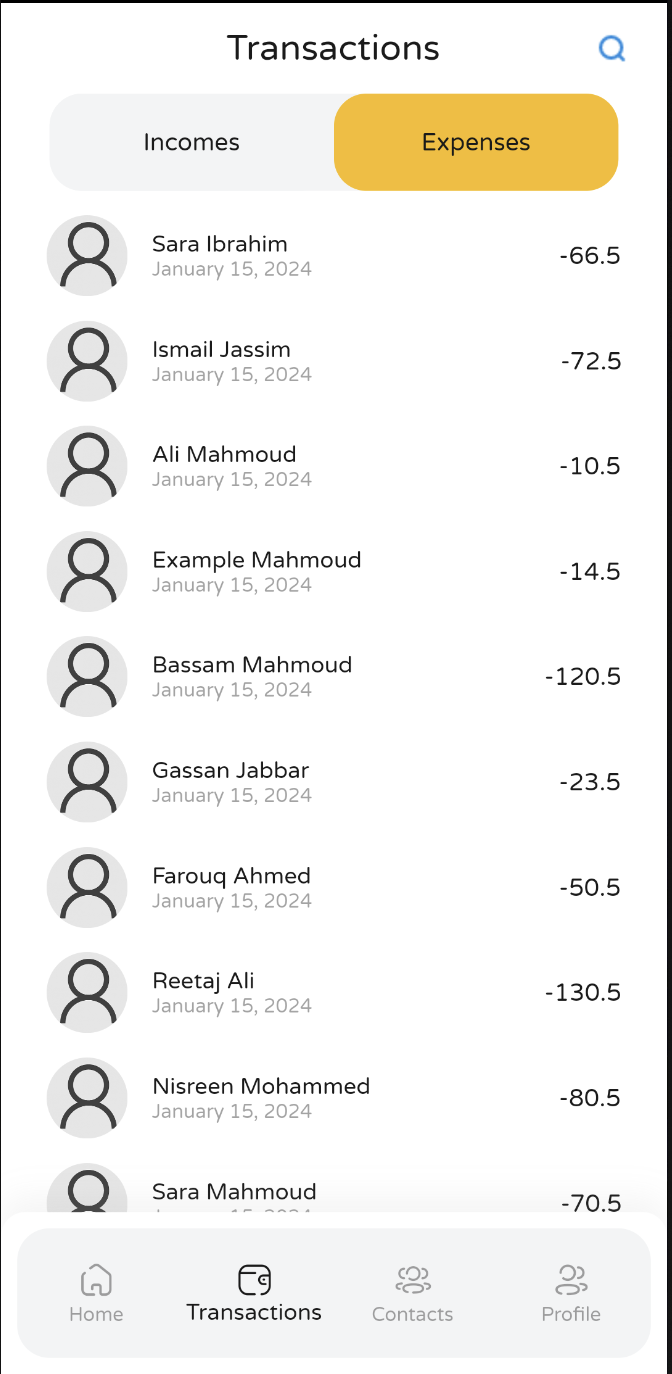 Transactions
Incomes
Expenses
Sara Ibrahim
-66.5
January 15, 2024
Ismail Jassim
-72.5
January 15, 2024
Ali Mahmoud
-10.5
January 15, 2024
Example Mahmoud
-14.5
January 15, 2024
Bassam Mahmoud
-120.5
January 15, 2024
Gassan Jabbar
-23.5
January 15, 2024
Farouq Ahmed
-50.5
January 15, 2024
Reetaj Ali
-130.5
January 15, 2024
Nisreen Mohammed
-80.5
January 15, 2024
Sara Mahmoud
-70.5
Home
Transactions
Contacts
Profile